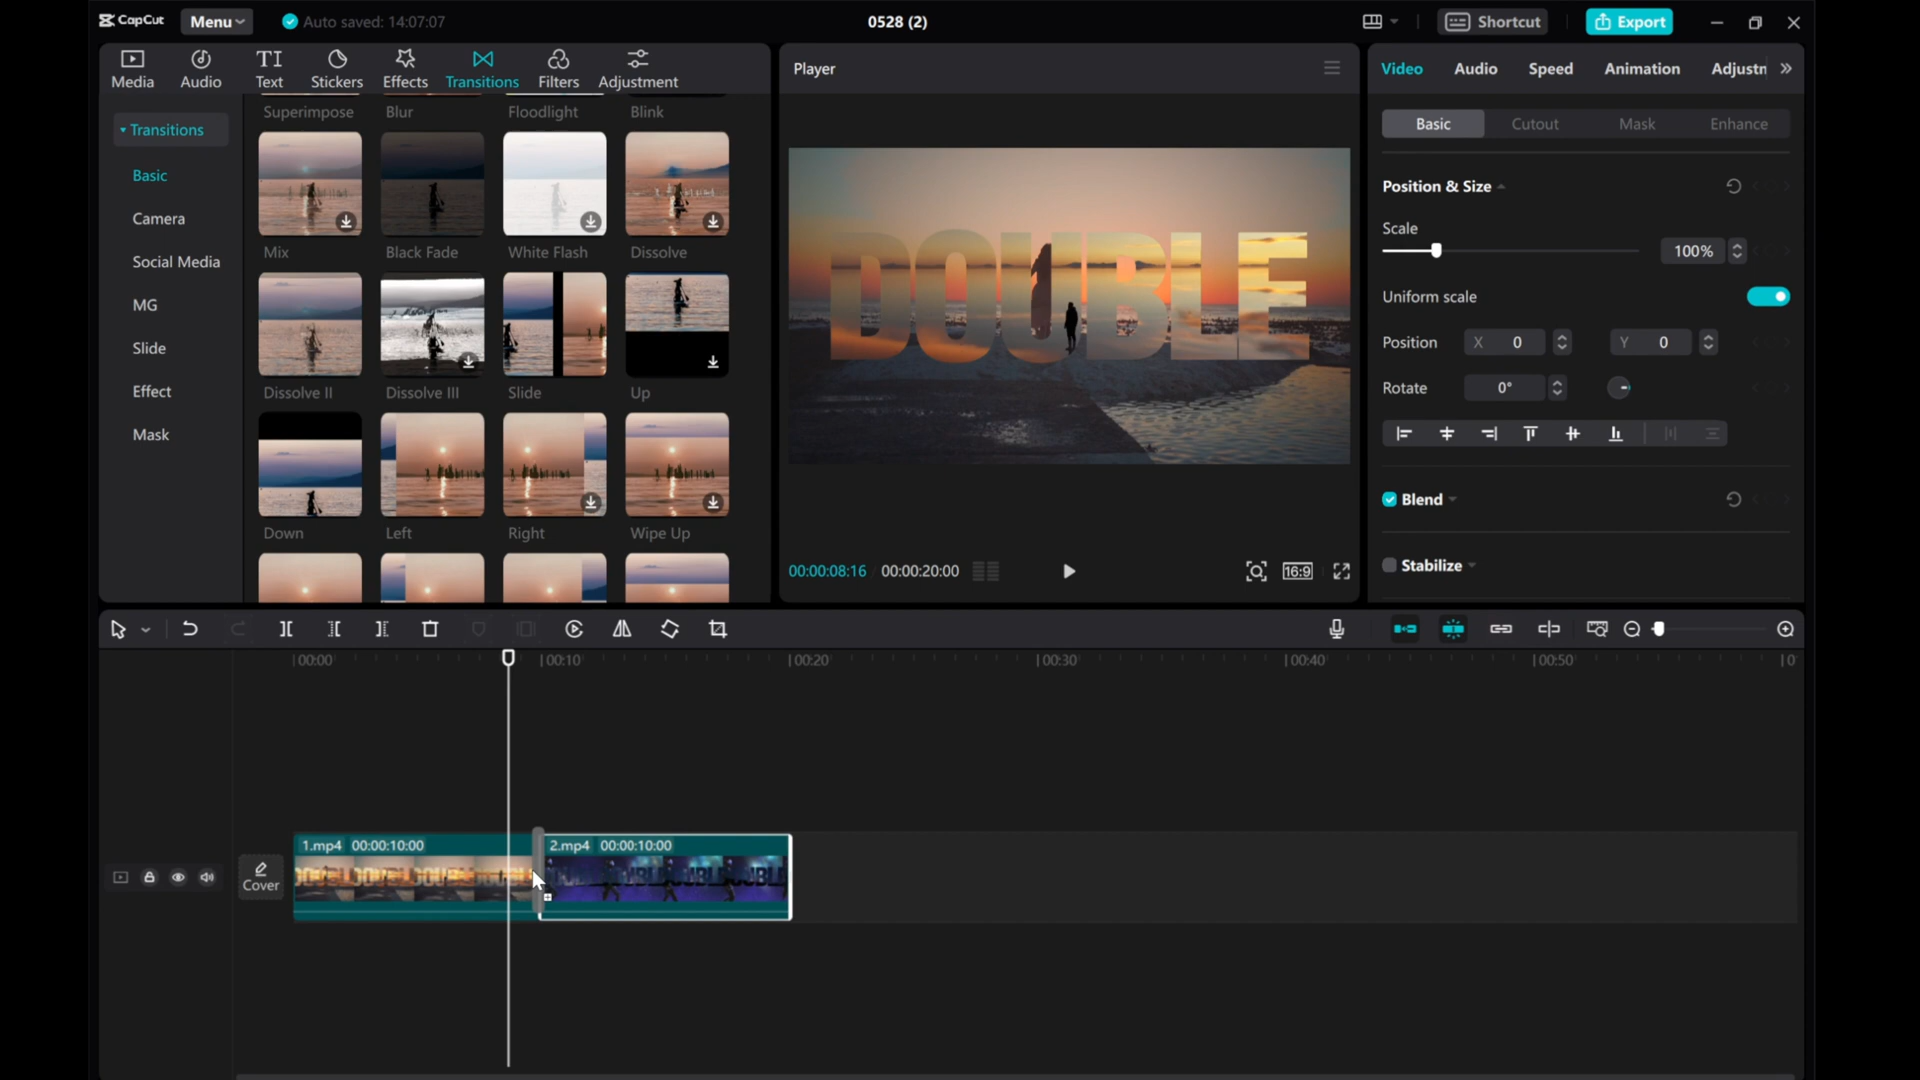 CapCut
Menu
Auto saved: 14:07:07
0528 (2)
Shortcut
Export
Media
Audio
Text
Stickers
Effects
Transitions
Filters
Adjustment
Player
Video
Audio
Speed
Animation
Adjustn
Transitions
Basic
Camera
Social Media
MG
Slide
Effect
Mask
Superimpose
Blur
Floodlight
Blink
Mix
Black Fade
White Flash
Dissolve
Dissolve II
Dissolve III
Slide
Up
Down
Left
Right
Wipe Up
DOUBLE
00:00:08:16
00:00:20:00
16:9
Basic
Cutout
Mask
Enhance
Position & Size
Scale
100%
Uniform scale
Position
X 0
Y 0
Rotate
0°
Blend
Stabilize
00:00
00:10
00:20
00:30
00:40
00:50
0
Cover
1.mp4 00:00:10:00
2.mp4 00:00:10:00